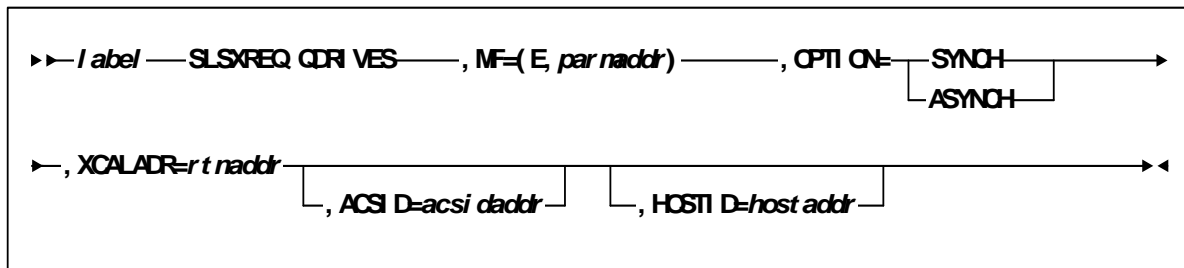 label SLSXREQ QDRIVES , MF=(E, parmaddr) , OPTION= SYNCH
ASYNCH
, XCALADR=rtnaddr
, ACSID=acsidaddr , HOSTID=hostaddr